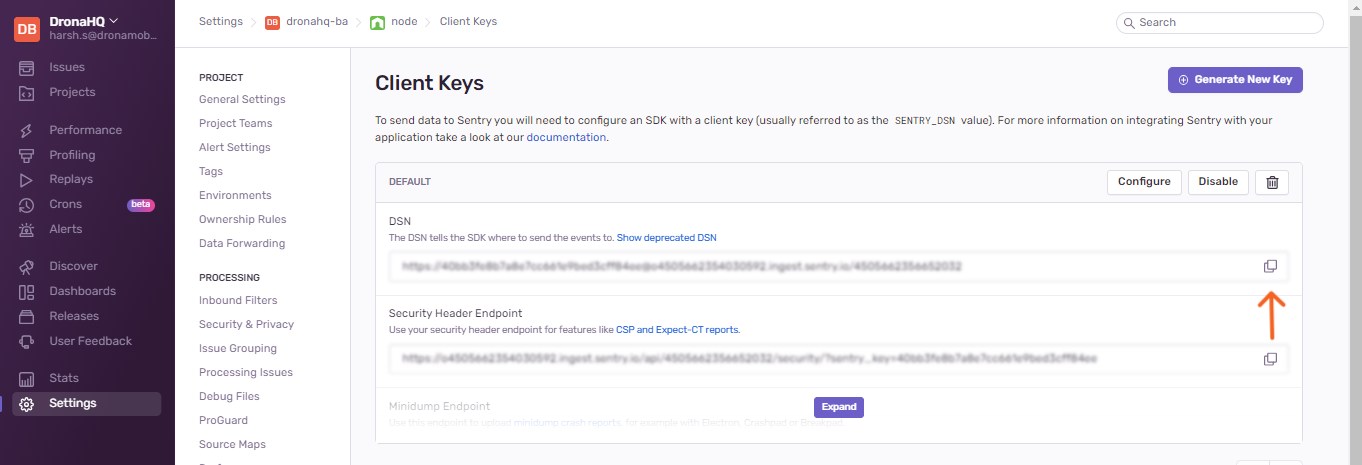 DB
DronaHQ
harsh.s@dronamob...
Issues
Projects
Performance
Profiling
Replays
Crons
beta
Alerts
Discover
Dashboards
Releases
User Feedback
Stats
Settings
Settings
DB dronahq-ba
node
Client Keys
Search
PROJECT
General Settings
Project Teams
Alert Settings
Tags
Environments
Ownership Rules
Data Forwarding
PROCESSING
Inbound Filters
Security & Privacy
Issue Grouping
Processing Issues
Debug Files
ProGuard
Source Maps
Client Keys
Generate New Key
To send data to Sentry you will need to configure an SDK with a client key (usually referred to as the SENTRY_DSN value). For more information on integrating Sentry with your
application take a look at our documentation.
DEFAULT
Configure
Disable
DSN
The DSN tells the SDK where to send the events to. Show deprecated DSN
Security Header Endpoint
Use your security header endpoint for features like CSP and Expect-CT reports.
Minidump Endpoint
Expand
Use this endpoint to upload minidump crash reports, for example with Electron, Crashpad or Breakpad.